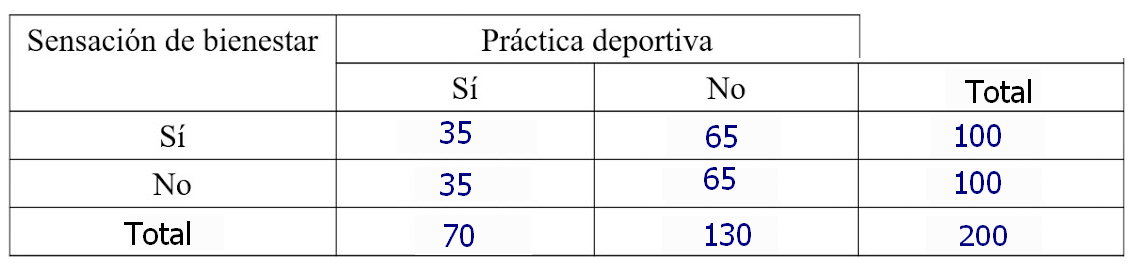 Sensación de bienestar Práctica deportiva
Sí No Total
Sí 35 65 100
No 35 65 100
Total 70 130 200